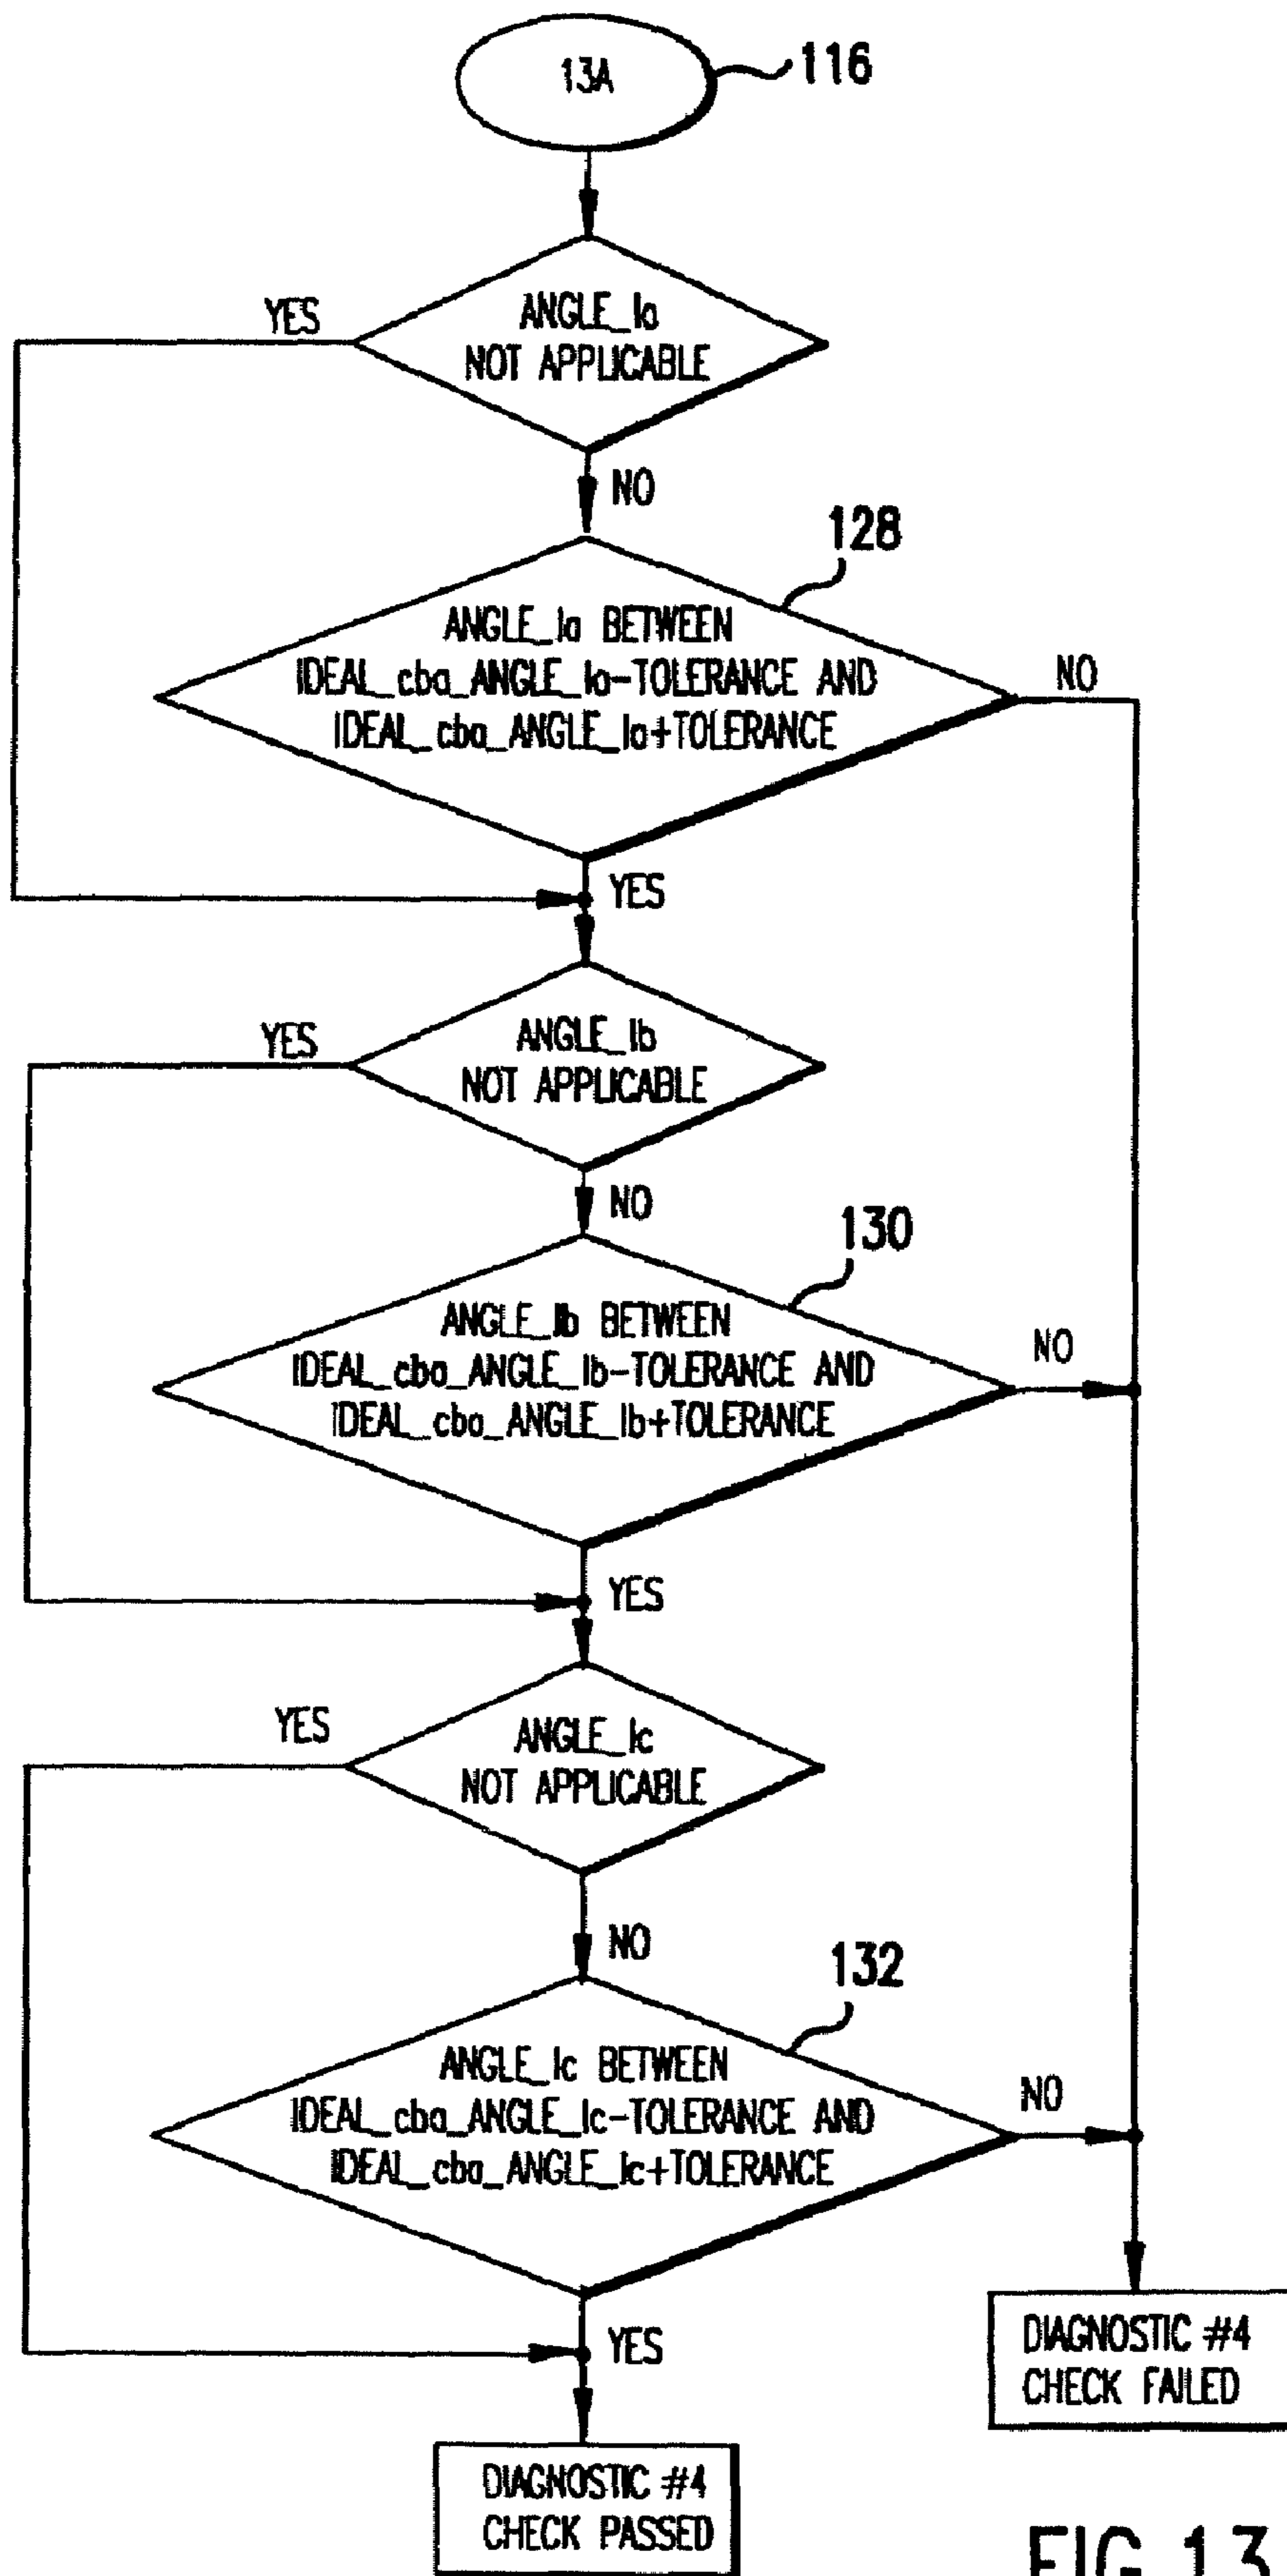 13A
116
ANGLE_Ia
NOT APPLICABLE
YES
NO
128
ANGLE_Ia BETWEEN
IDEAL_cba_ANGLE_Ia-TOLERANCE AND
IDEAL_cba_ANGLE_Ia+TOLERANCE
NO
YES
ANGLE_Ib
NOT APPLICABLE
YES
NO
130
ANGLE_Ib BETWEEN
IDEAL_cba_ANGLE_Ib-TOLERANCE AND
IDEAL_cba_ANGLE_Ib+TOLERANCE
NO
YES
ANGLE_Ic
NOT APPLICABLE
YES
NO
132
ANGLE_Ic BETWEEN
IDEAL_cba_ANGLE_Ic-TOLERANCE AND
IDEAL_cba_ANGLE_Ic+TOLERANCE
NO
YES
DIAGNOSTIC #4
CHECK FAILED
DIAGNOSTIC #4
CHECK PASSED
FIG.13